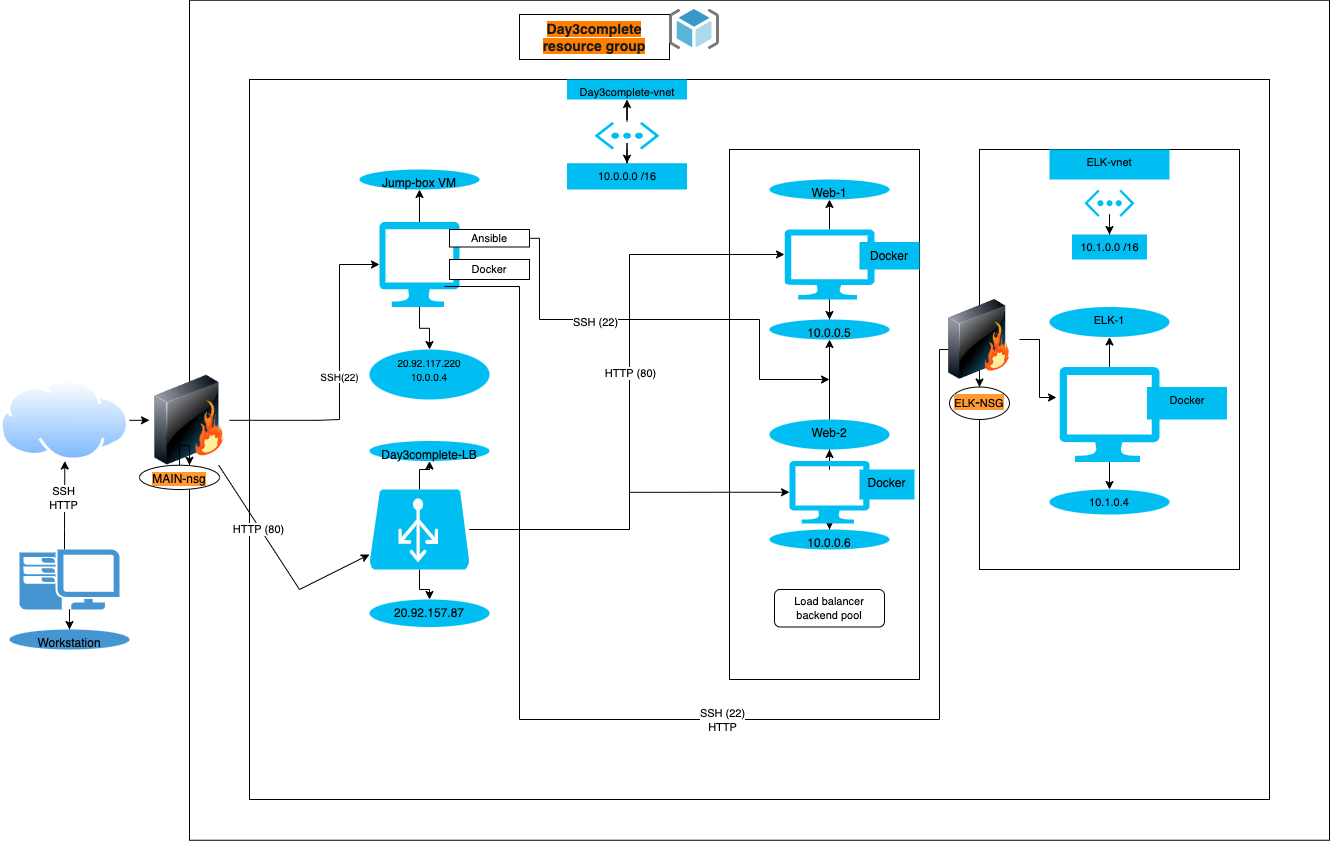 Day3complete
resource group
Day3complete-vnet
10.0.0.0 /16
Jump-box VM
Ansible
Docker
20.92.117.220
10.0.0.4
SSH(22)
SSH (22)
HTTP (80)
Web-1
Docker
10.0.0.5
Web-2
Docker
10.0.0.6
Load balancer
backend pool
ELK-vnet
10.1.0.0 /16
ELK-1
Docker
10.1.0.4
ELK-NSG
MAIN-nsg
SSH
HTTP
Workstation
HTTP (80)
Day3complete-LB
20.92.157.87
SSH (22)
HTTP